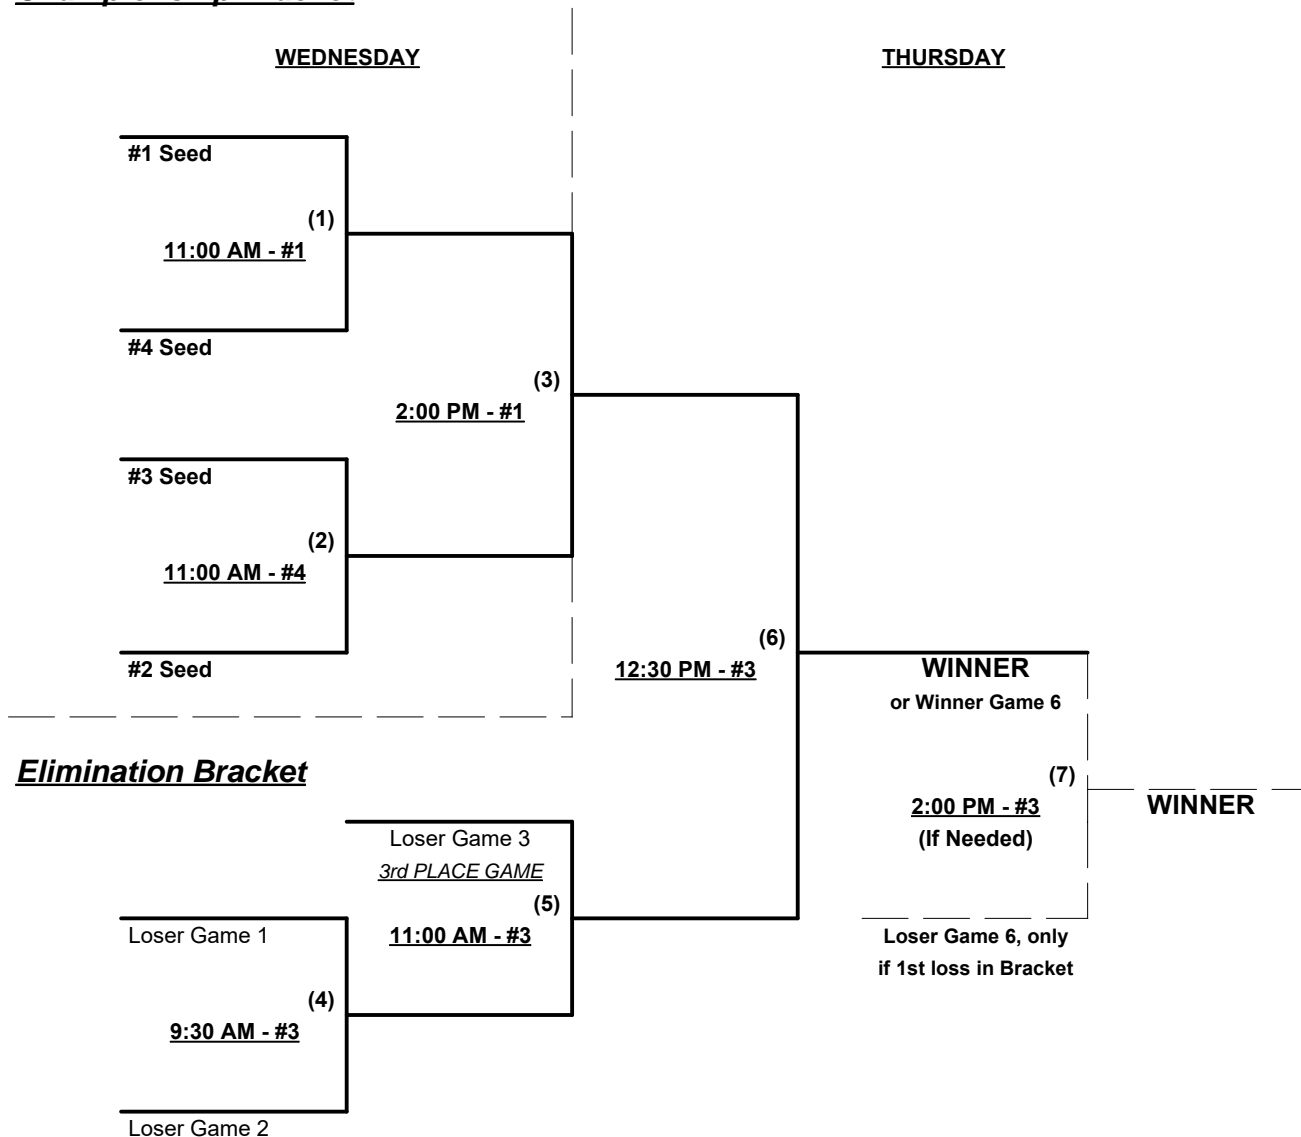 WEDNESDAY
THURSDAY
#1 Seed
(1)
11:00 AM - #1
#4 Seed
(3)
2:00 PM - #1
#3 Seed
(2)
11:00 AM - #4
#2 Seed
(6)
12:30 PM - #3
WINNER
or Winner Game 6
Elimination Bracket
(7)
2:00 PM - #3
(If Needed)
WINNER
Loser Game 3
3rd PLACE GAME
(5)
11:00 AM - #3
Loser Game 1
Loser Game 6, only
if 1st loss in Bracket
(4)
9:30 AM - #3
Loser Game 2